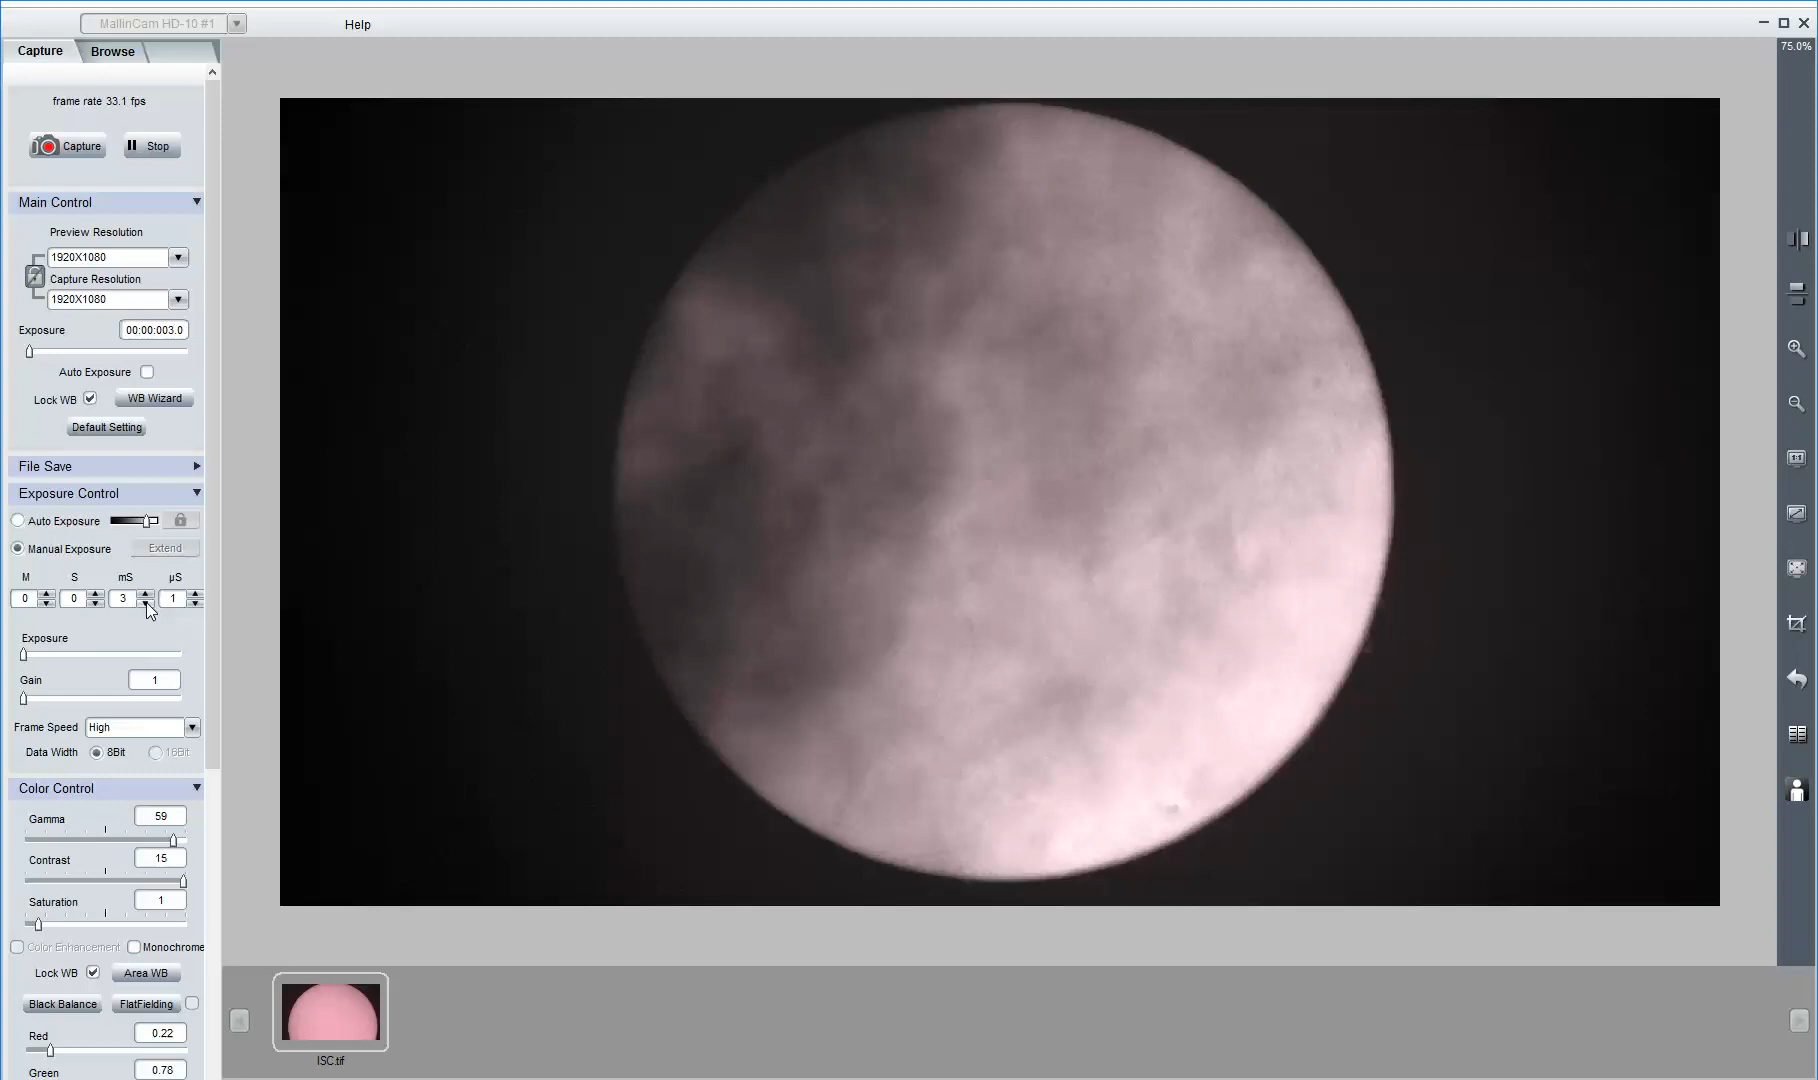 MallinCam HD-10 #1
Help
75.0%
Capture
Browse
frame rate 33.1 fps
Capture
Stop
Main Control
Preview Resolution
1920X1080
Capture Resolution
1920X1080
Exposure 00:00:003.0
Auto Exposure
Lock WB WB Wizard
Default Setting
File Save
Exposure Control
Auto Exposure
Manual Exposure Extend
M S mS µS
0 0 3 1
Exposure
Gain 1
Frame Speed High
Data Width 8Bit 16Bit
Color Control
Gamma 59
Contrast 15
Saturation 1
Color Enhancement Monochrome
Lock WB Area WB
Black Balance FlatFielding
Red 0.22
Green 0.78
1:1
ISC.tif